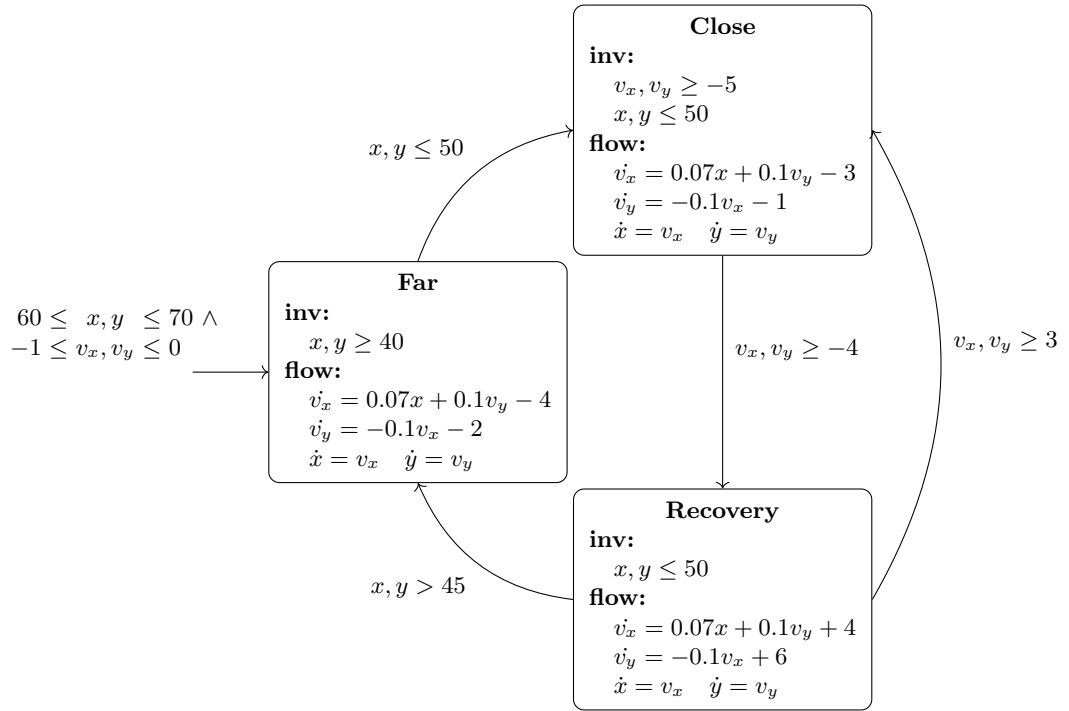 Close
inv:
v_x, v_y ≥ −5
x, y ≤ 50
flow:
v̇_x = 0.07x + 0.1v_y − 3
v̇_y = −0.1v_x − 1
ẋ = v_x ẏ = v_y
x, y ≤ 50
Far
inv:
x, y ≥ 40
flow:
v̇_x = 0.07x + 0.1v_y − 4
v̇_y = −0.1v_x − 2
ẋ = v_x ẏ = v_y
60 ≤ x, y ≤ 70 ∧
−1 ≤ v_x, v_y ≤ 0
v_x, v_y ≥ −4
v_x, v_y ≥ 3
x, y > 45
Recovery
inv:
x, y ≤ 50
flow:
v̇_x = 0.07x + 0.1v_y + 4
v̇_y = −0.1v_x + 6
ẋ = v_x ẏ = v_y